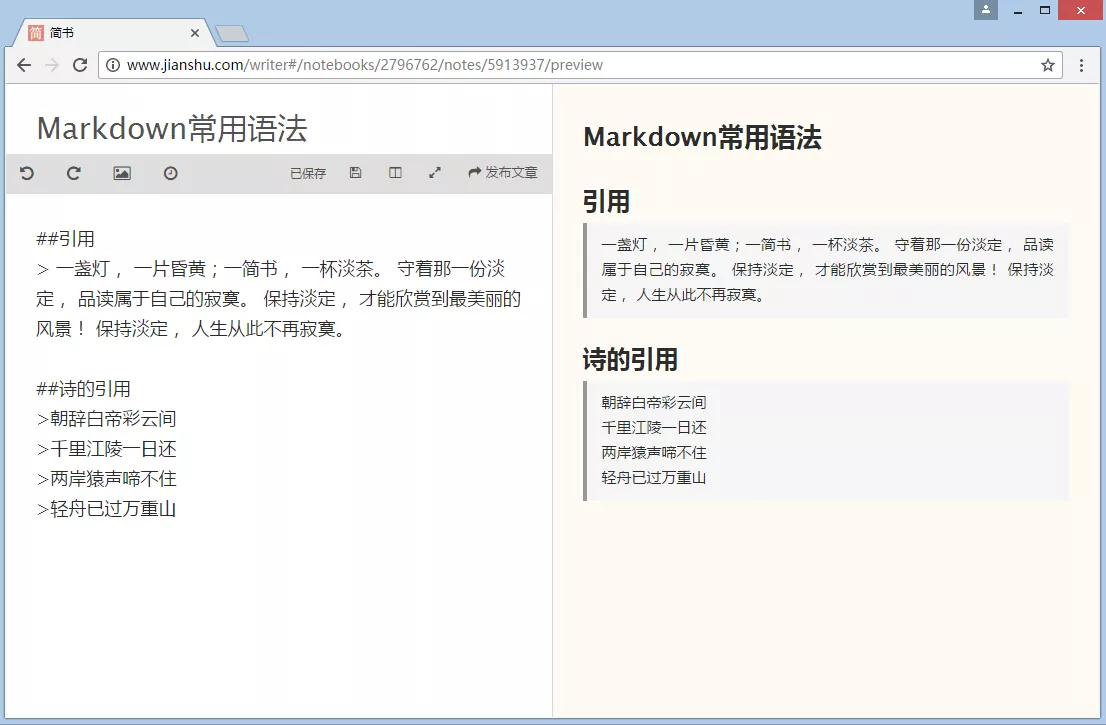 简 简书
www.jianshu.com/writer#/notebooks/2796762/notes/5913937/preview
Markdown常用语法
已保存 发布文章
##引用
> 一盏灯， 一片昏黄；一简书， 一杯淡茶。 守着那一份淡
定， 品读属于自己的寂寞。 保持淡定， 才能欣赏到最美丽的
风景！ 保持淡定， 人生从此不再寂寞。
##诗的引用
>朝辞白帝彩云间
>千里江陵一日还
>两岸猿声啼不住
>轻舟已过万重山
Markdown常用语法
引用
一盏灯， 一片昏黄；一简书， 一杯淡茶。 守着那一份淡定， 品读
属于自己的寂寞。 保持淡定， 才能欣赏到最美丽的风景！ 保持淡
定， 人生从此不再寂寞。
诗的引用
朝辞白帝彩云间
千里江陵一日还
两岸猿声啼不住
轻舟已过万重山